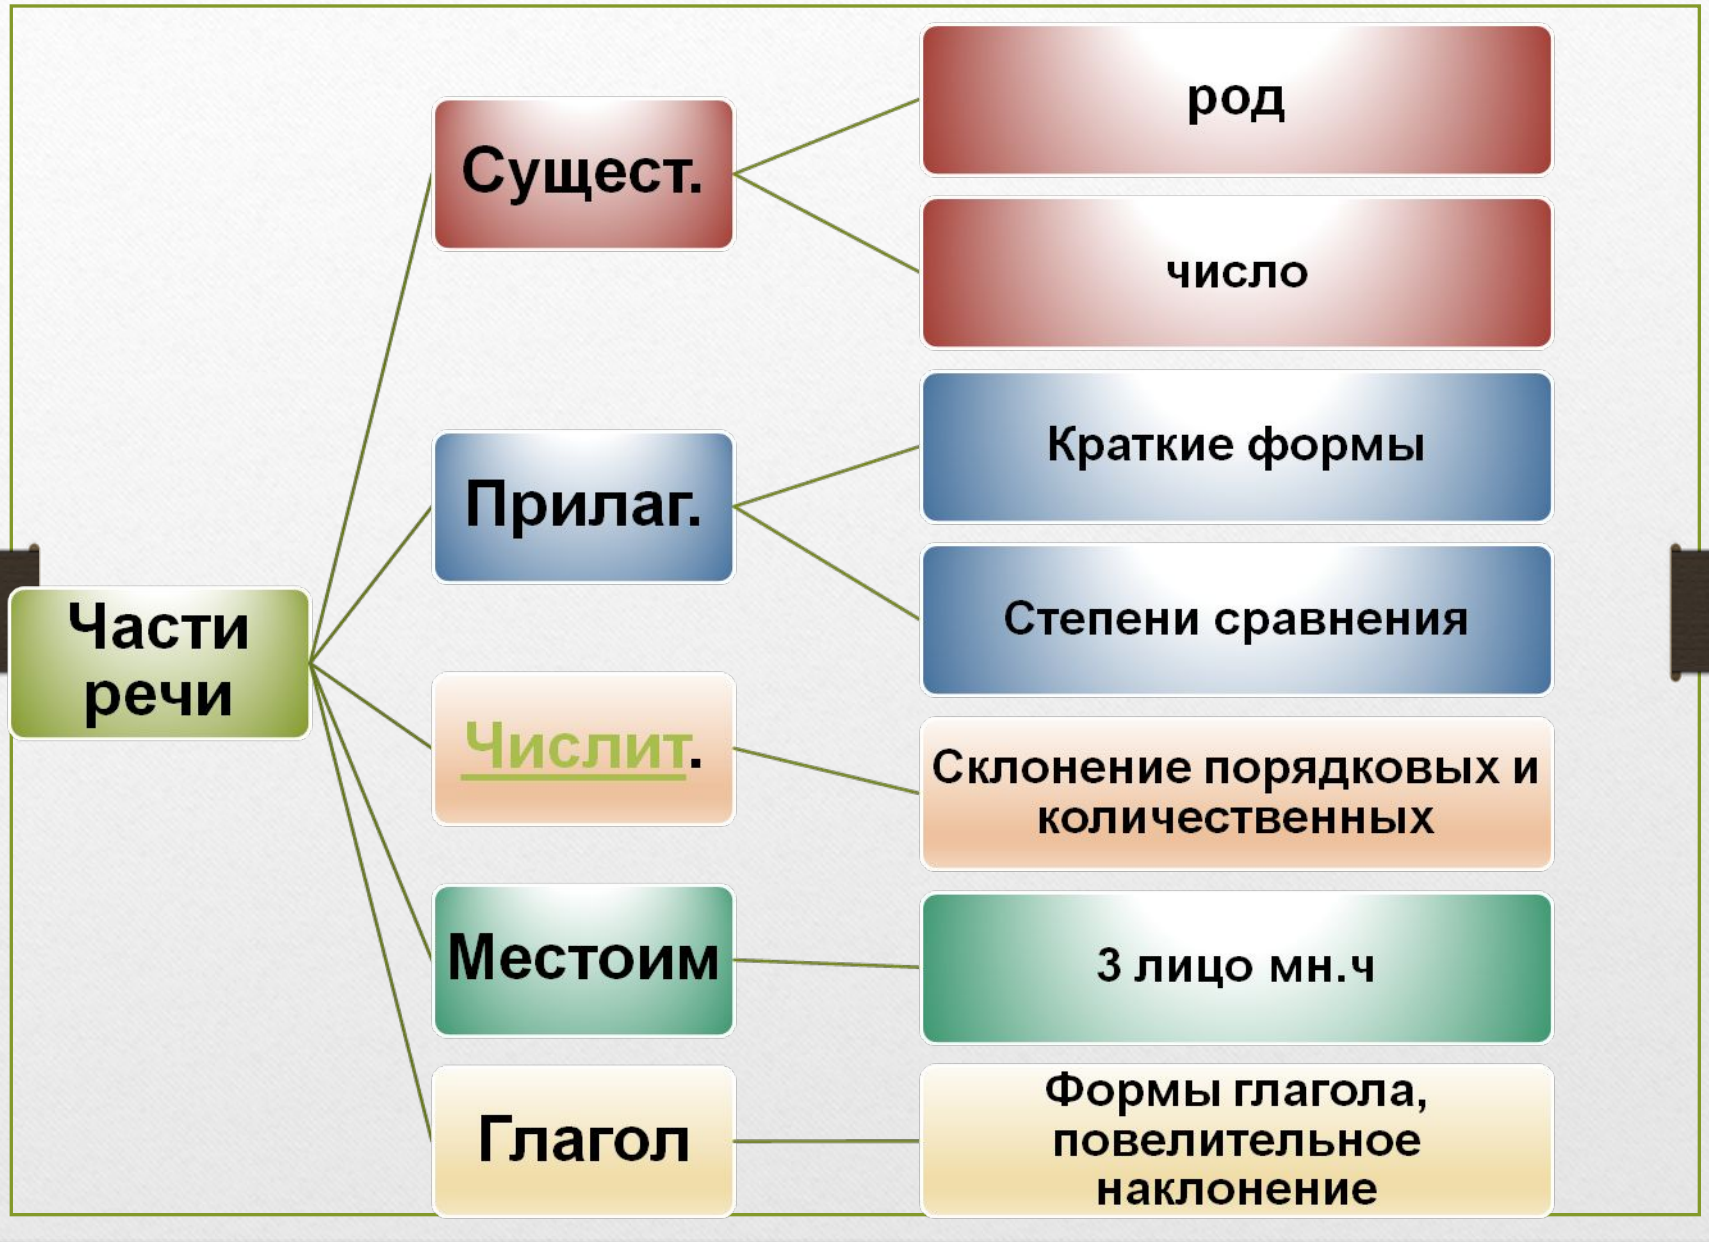 Части
речи
Сущест.
род
число
Прилаг.
Краткие формы
Степени сравнения
Числит.
Склонение порядковых и
количественных
Местоим
3 лицо мн.ч
Глагол
Формы глагола,
повелительное
наклонение